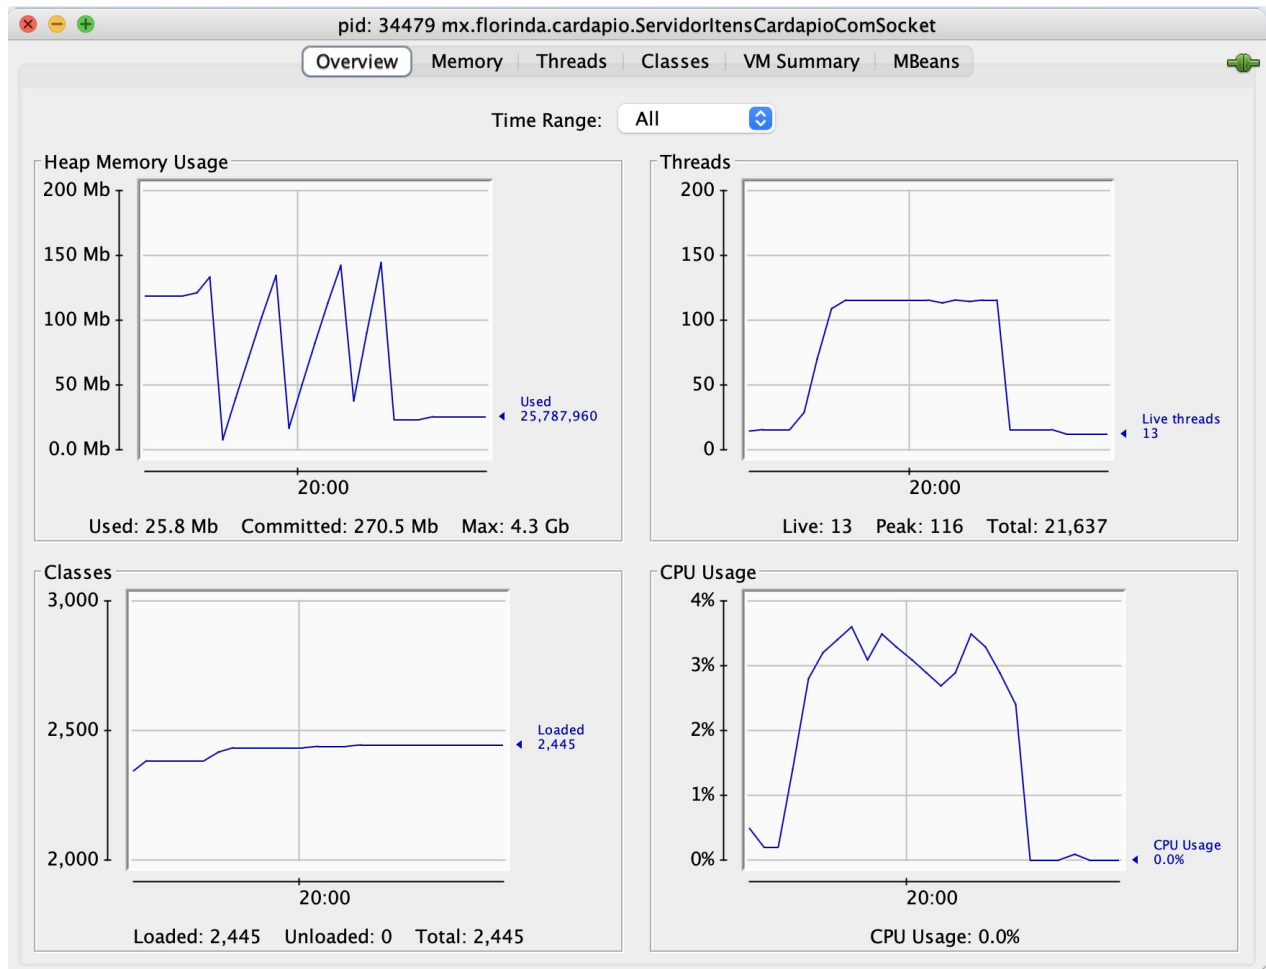 pid: 34479 mx.florinda.cardapio.ServidorItensCardapioComSocket
Overview Memory Threads Classes VM Summary MBeans
Time Range: All
Heap Memory Usage
200 Mb
150 Mb
100 Mb
50 Mb
0.0 Mb
Used
25,787,960
20:00
Used: 25.8 Mb Committed: 270.5 Mb Max: 4.3 Gb
Threads
200
150
100
50
0
Live threads
13
20:00
Live: 13 Peak: 116 Total: 21,637
Classes
3,000
2,500
2,000
Loaded
2,445
20:00
Loaded: 2,445 Unloaded: 0 Total: 2,445
CPU Usage
4%
3%
2%
1%
0%
CPU Usage
0.0%
20:00
CPU Usage: 0.0%